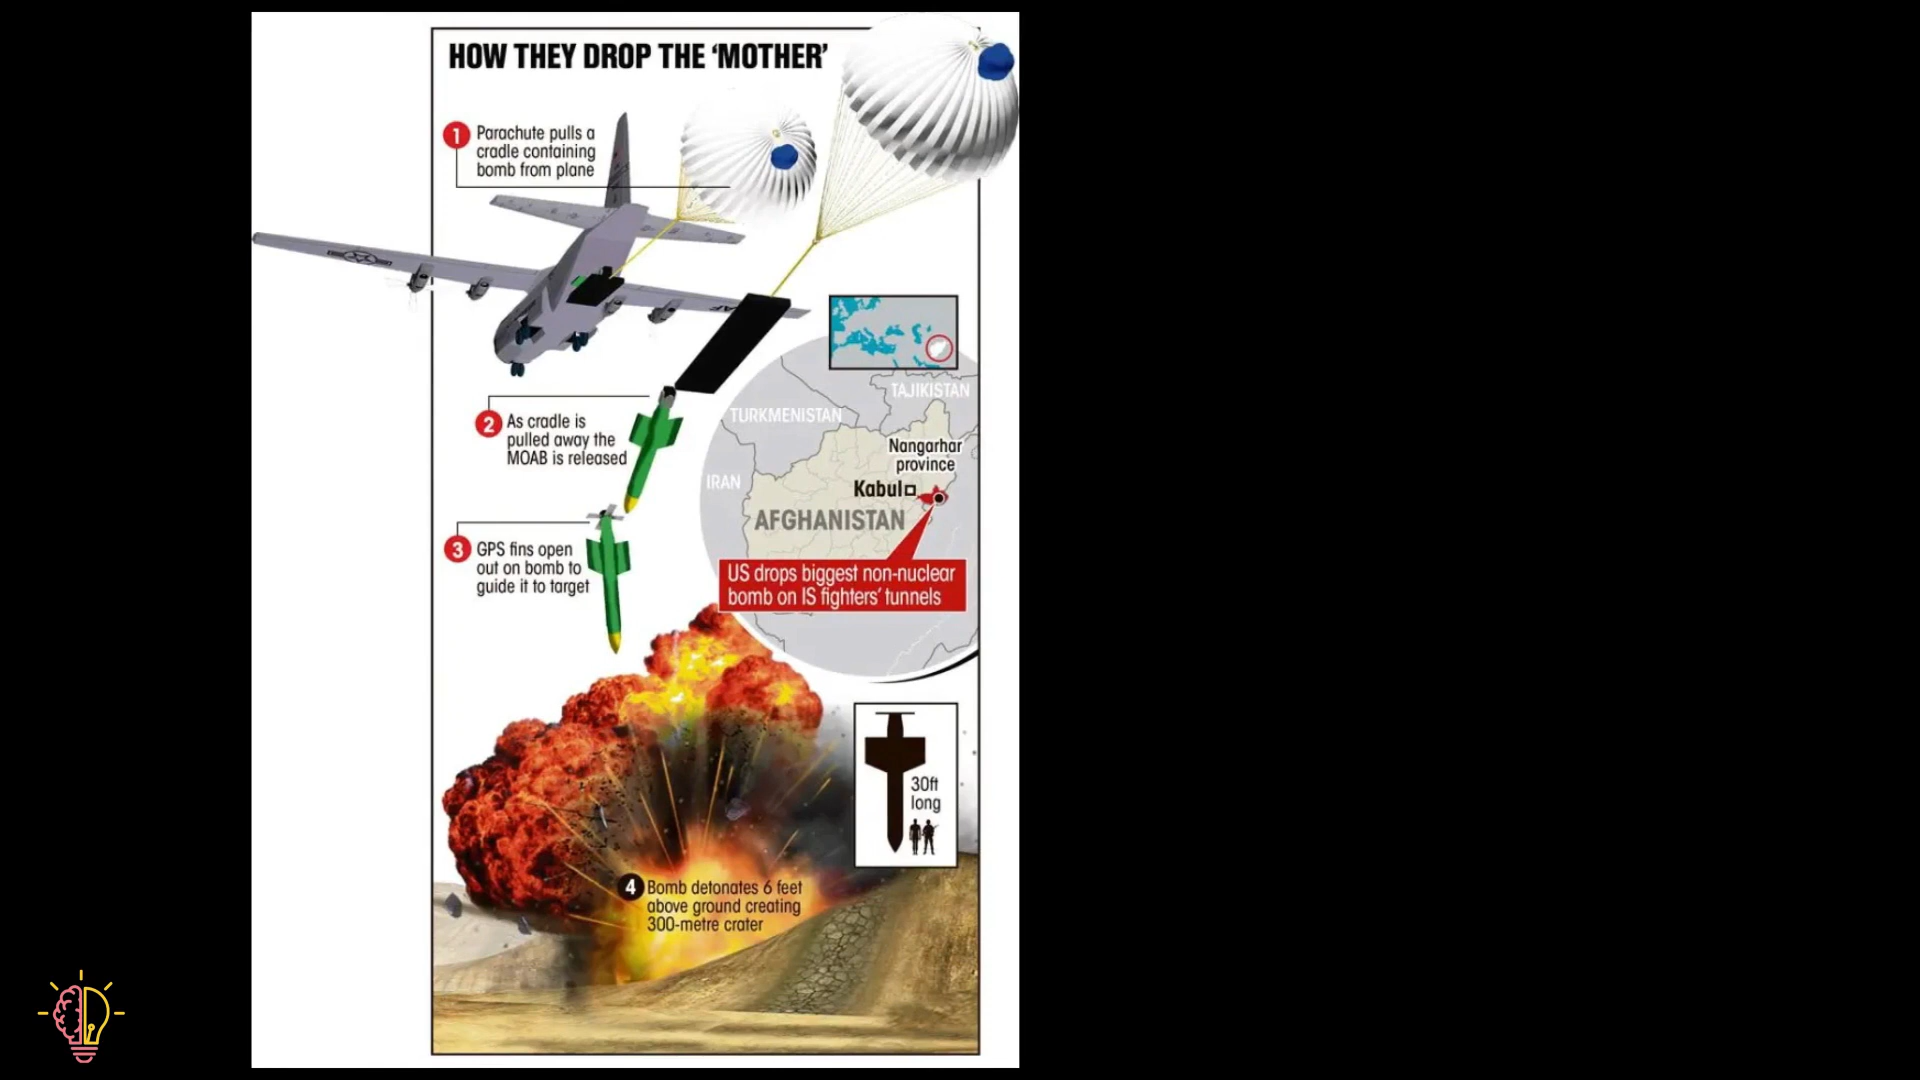 HOW THEY DROP THE ‘MOTHER’
1
Parachute pulls a
cradle containing
bomb from plane
AF
2
As cradle is
pulled away the
MOAB is released
3
GPS fins open
out on bomb to
guide it to target
TAJIKISTAN
TURKMENISTAN
Nangarhar
province
IRAN
Kabul
AFGHANISTAN
US drops biggest non-nuclear
bomb on IS fighters’ tunnels
30ft
long
4
Bomb detonates 6 feet
above ground creating
300-metre crater